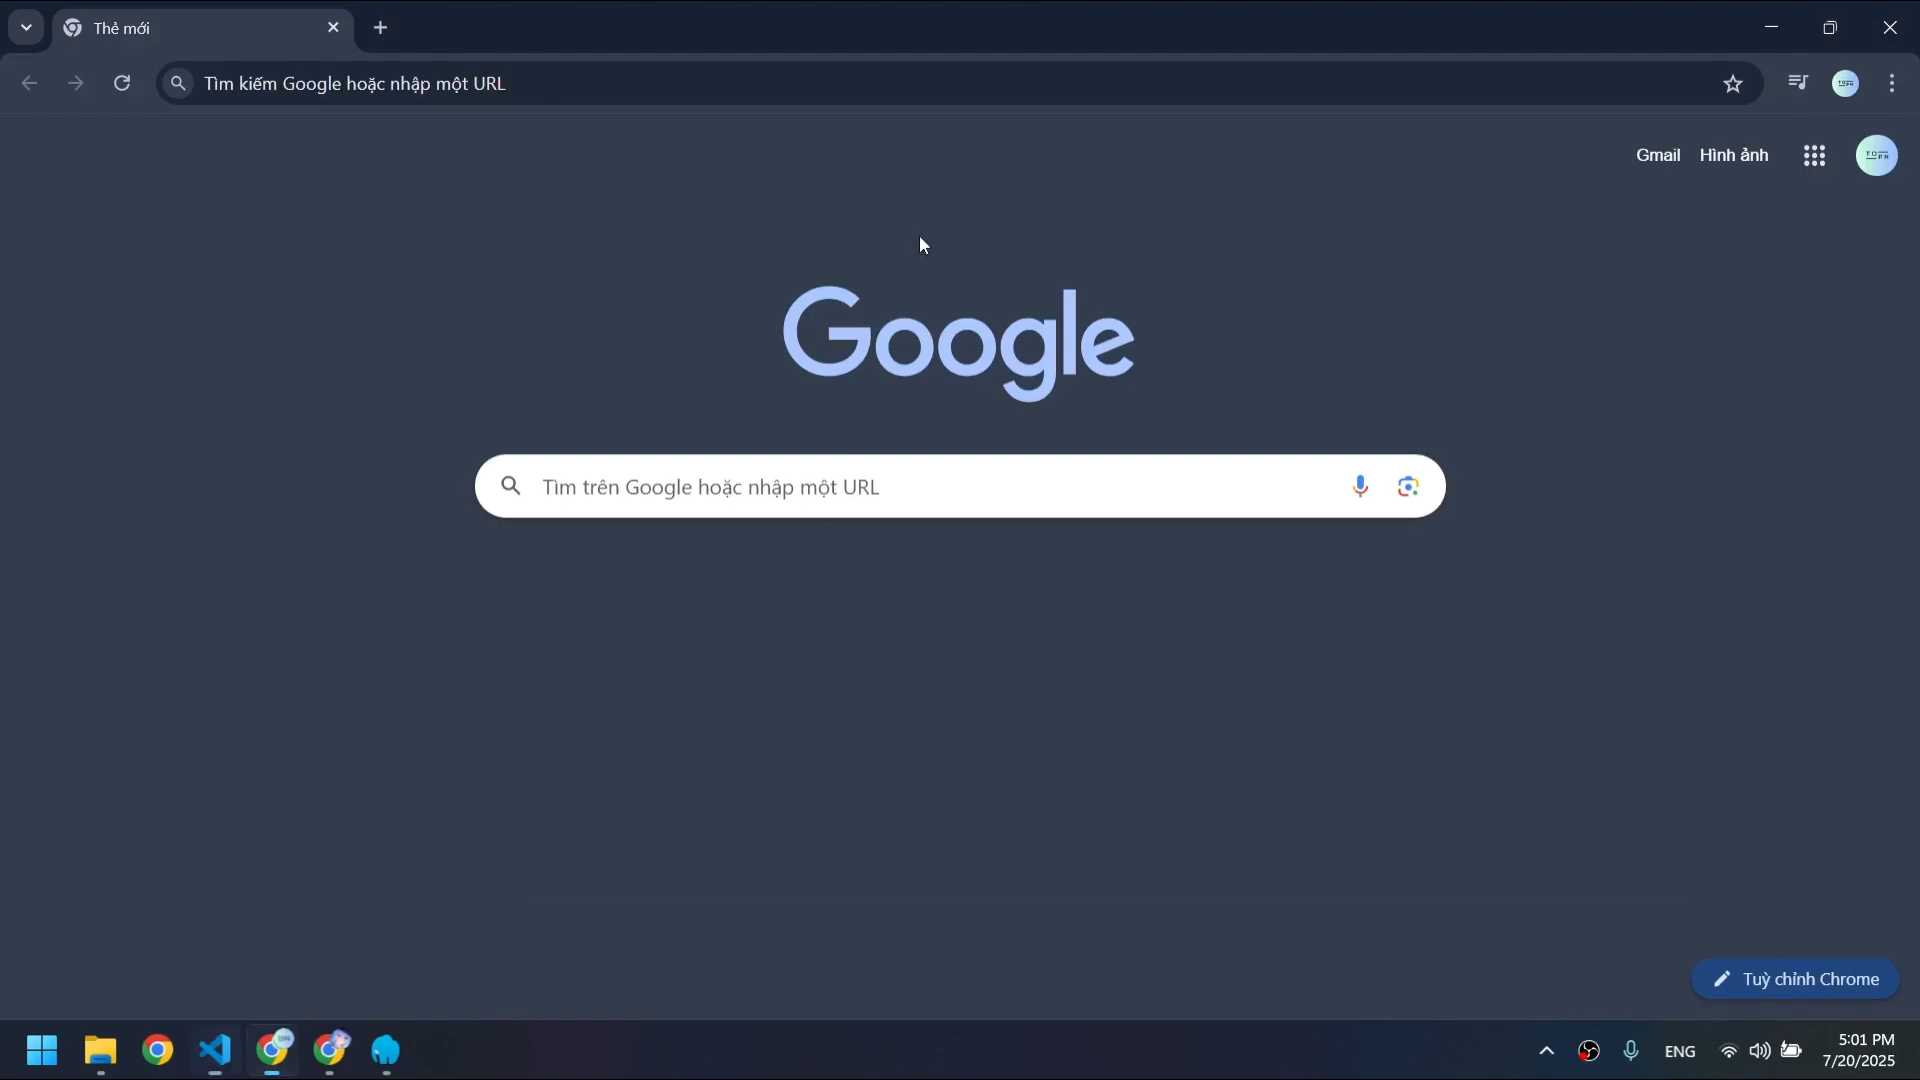 Thẻ mới
Tìm kiếm Google hoặc nhập một URL
Gmail Hình ảnh
TOPH
Google
Tìm trên Google hoặc nhập một URL
Tuỳ chỉnh Chrome
ENG
5:01 PM
7/20/2025